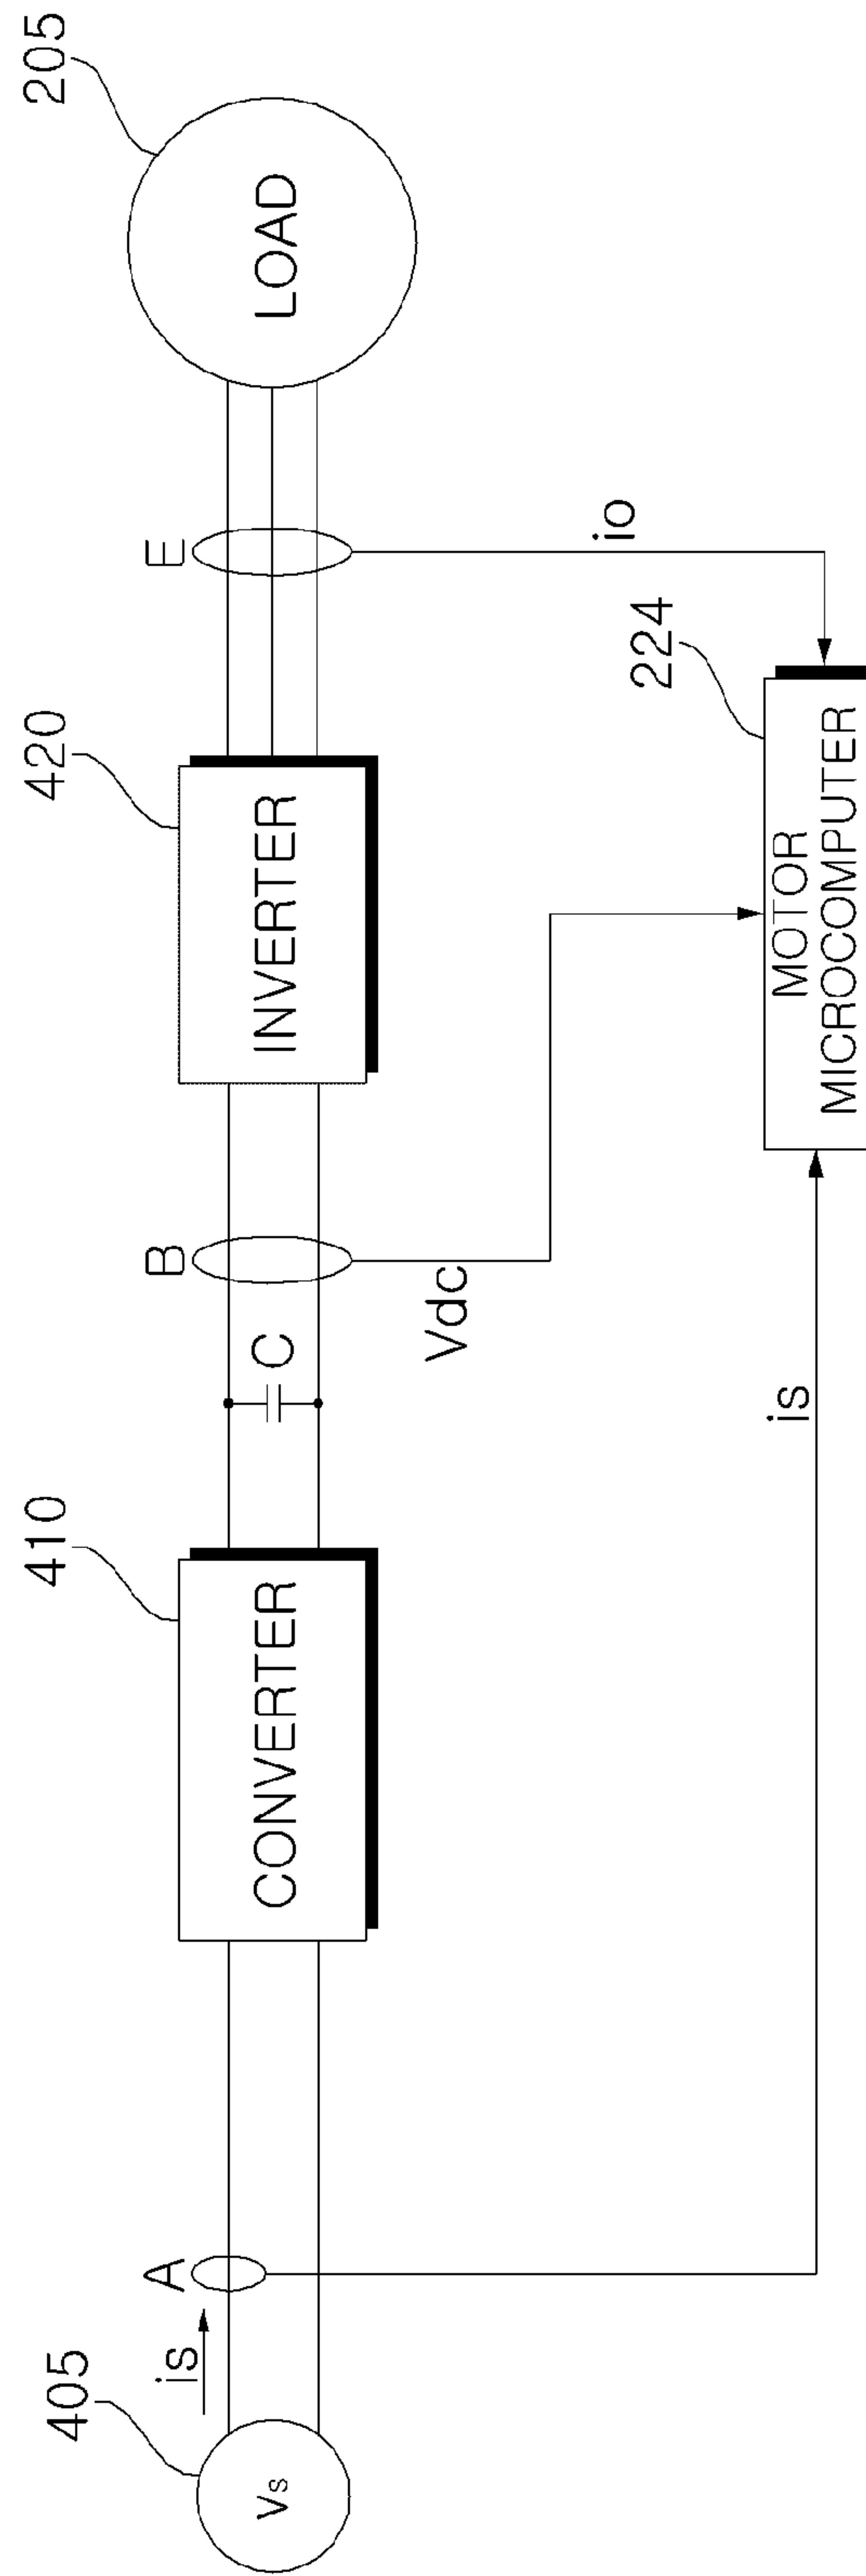 405
410
420
205
is
A
B
E
Vs
CONVERTER
C
INVERTER
LOAD
Vdc
io
224
is
MOTOR
MICROCOMPUTER